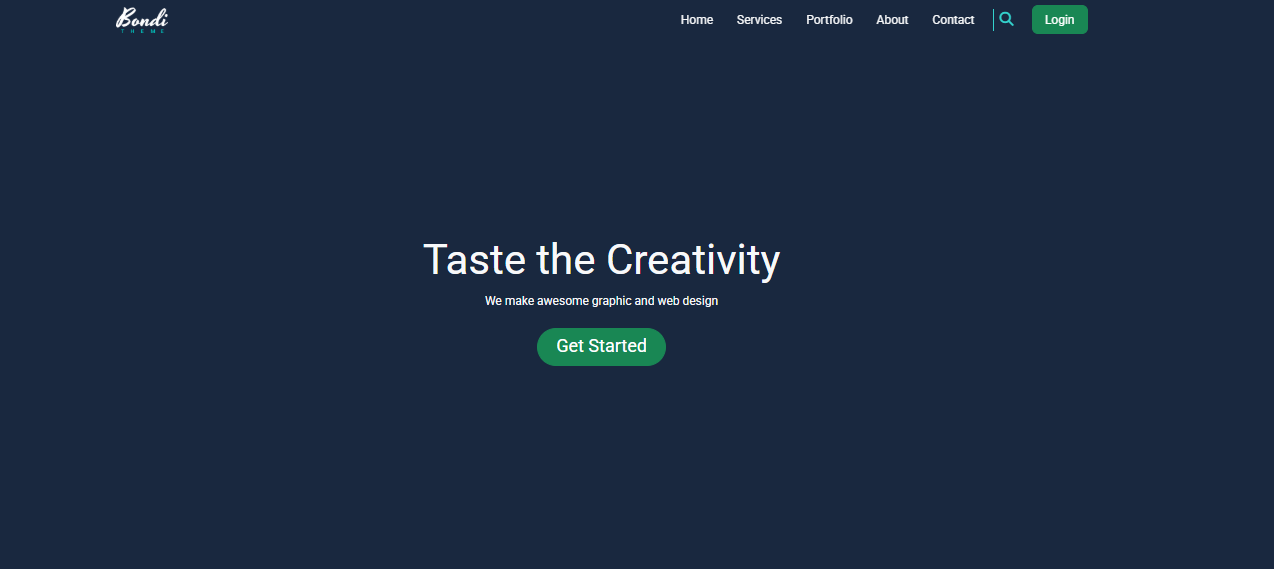 Bondi
THEME
Home Services Portfolio About Contact Login
Taste the Creativity
We make awesome graphic and web design
Get Started